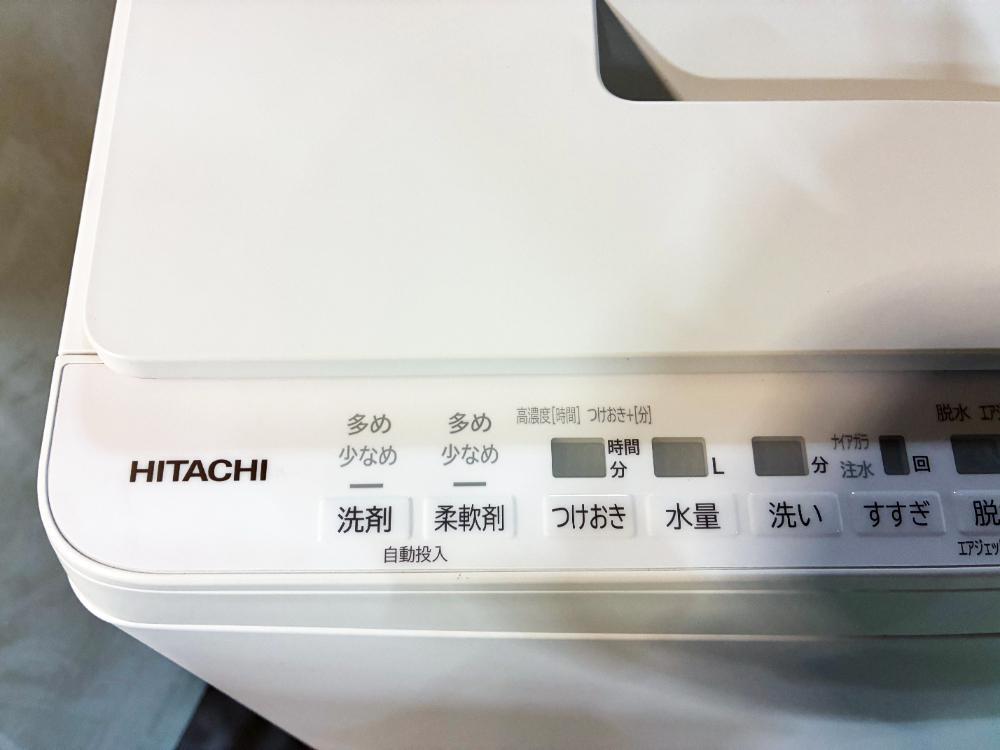 HITACHI
多め
少なめ
洗剤
多め
少なめ
柔軟剤
自動投入
高濃度[時間] つけおき+[分]
時間
分
つけおき
L
水量
分
洗い
ナイアガラ
注水
回
すすぎ
脱水